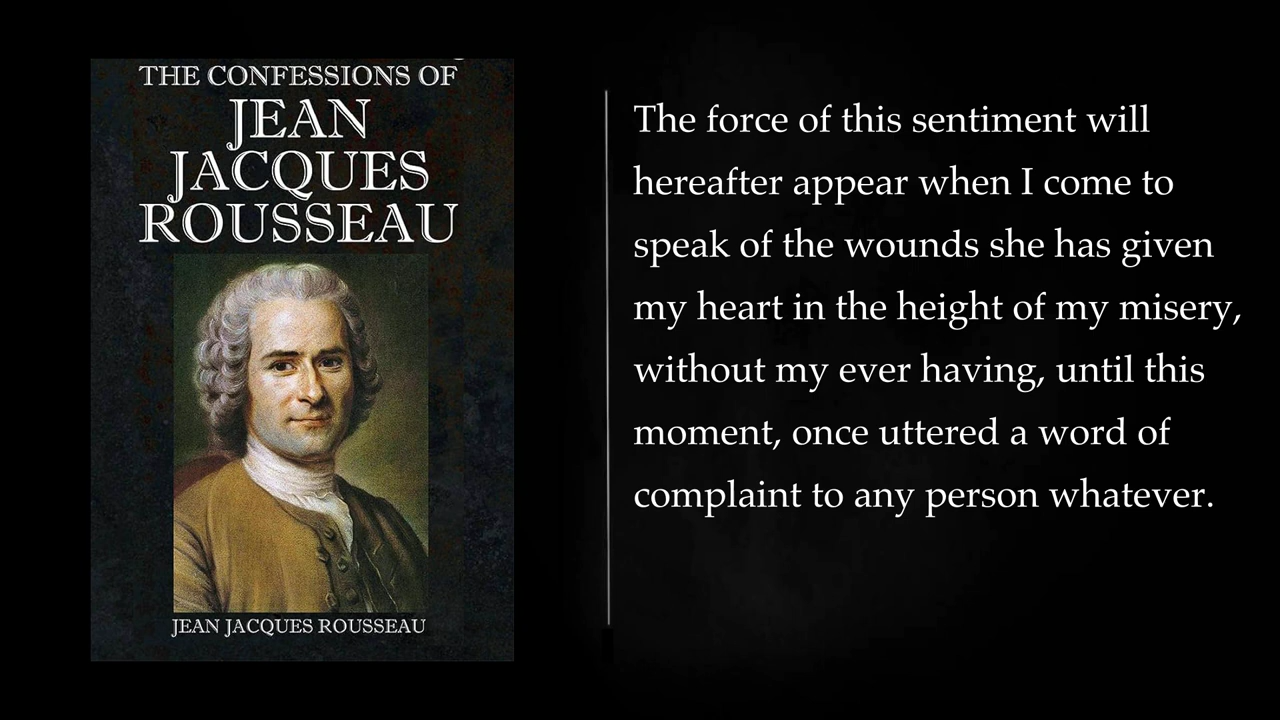 THE CONFESSIONS OF
JEAN
JACQUES
ROUSSEAU
JEAN JACQUES ROUSSEAU
The force of this sentiment will
hereafter appear when I come to
speak of the wounds she has given
my heart in the height of my misery,
without my ever having, until this
moment, once uttered a word of
complaint to any person whatever.